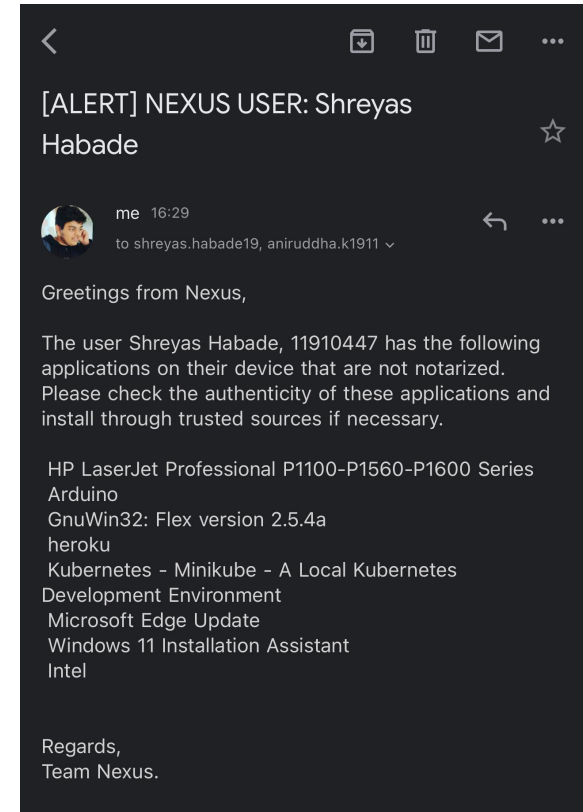 [ALERT] NEXUS USER: Shreyas
Habade
me 16:29
to shreyas.habade19, aniruddha.k1911
Greetings from Nexus,
The user Shreyas Habade, 11910447 has the following
applications on their device that are not notarized.
Please check the authenticity of these applications and
install through trusted sources if necessary.
HP LaserJet Professional P1100-P1560-P1600 Series
Arduino
GnuWin32: Flex version 2.5.4a
heroku
Kubernetes - Minikube - A Local Kubernetes
Development Environment
Microsoft Edge Update
Windows 11 Installation Assistant
Intel
Regards,
Team Nexus.